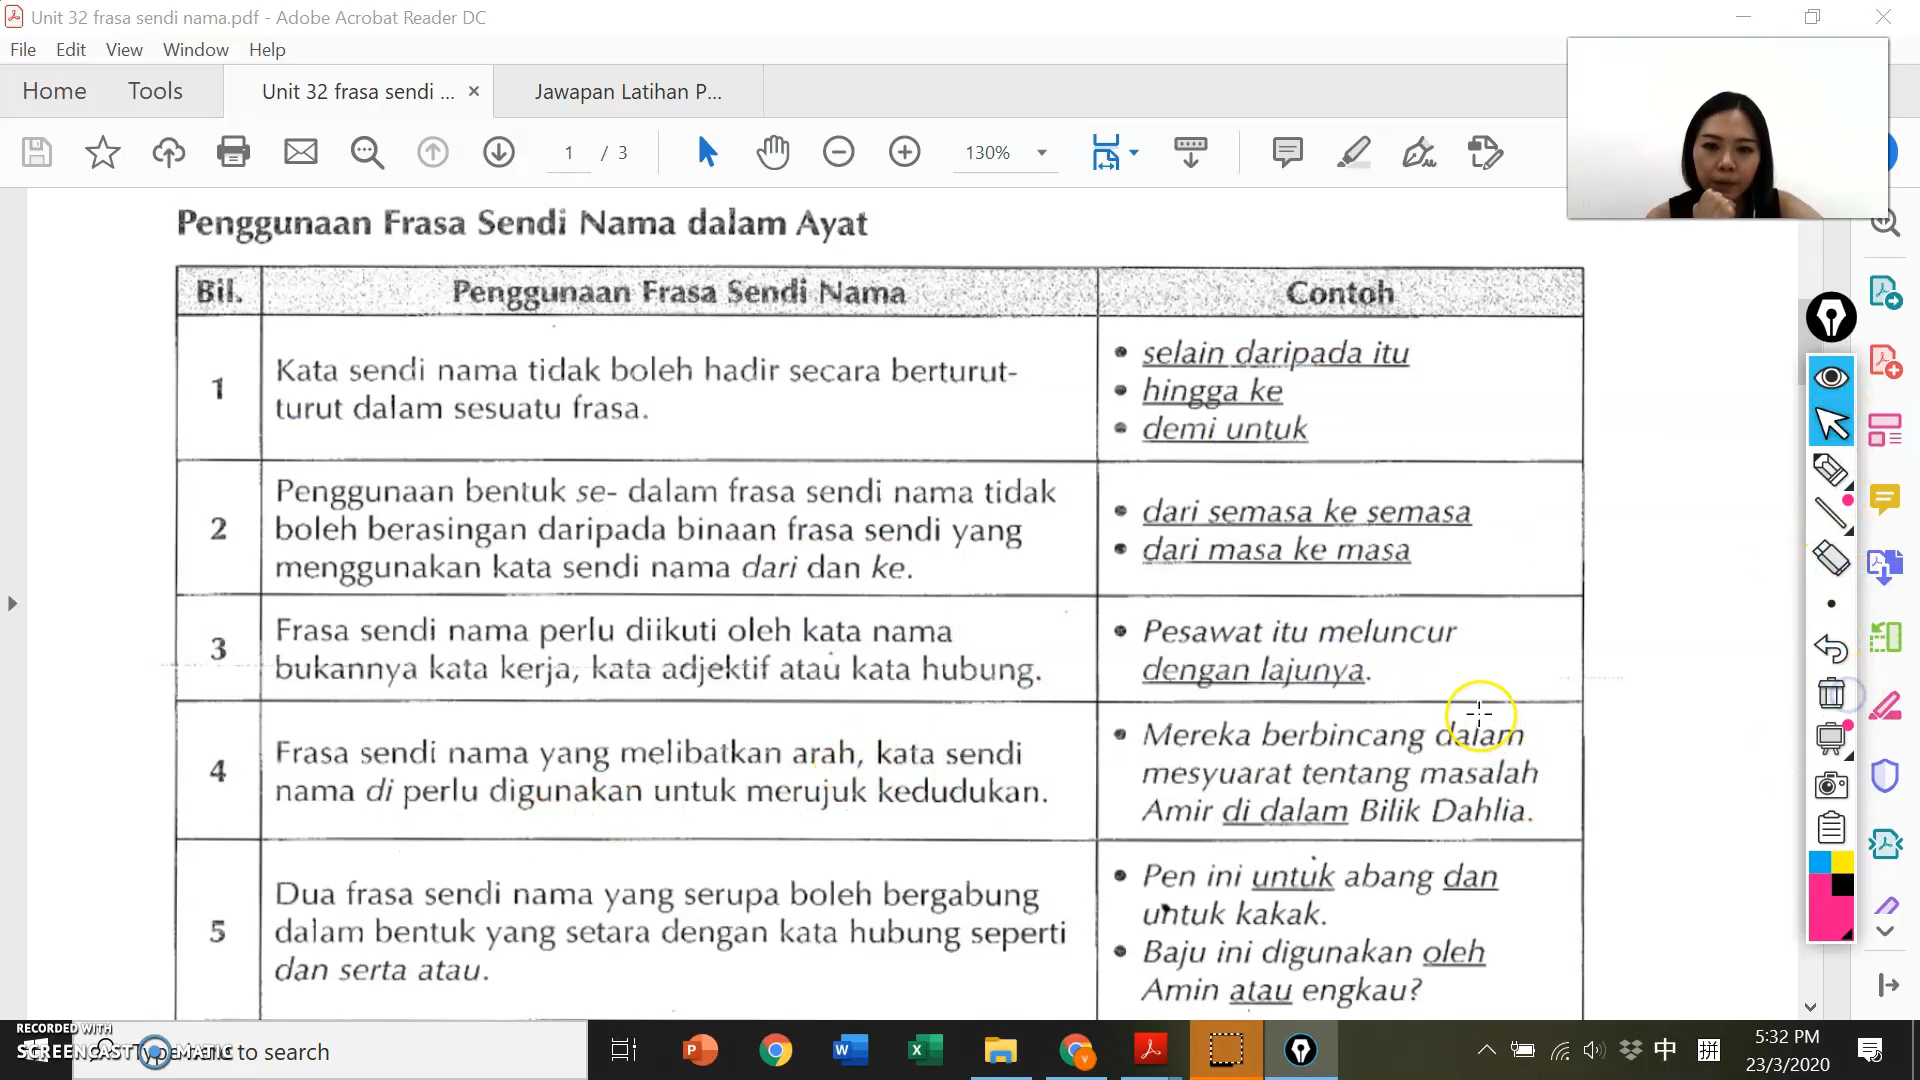 Unit 32 frasa sendi nama.pdf - Adobe Acrobat Reader DC
File Edit View Window Help
Home Tools Unit 32 frasa sendi ... × Jawapan Latihan P...
1 / 3 130%
Penggunaan Frasa Sendi Nama dalam Ayat
Bil. Penggunaan Frasa Sendi Nama Contoh
1 Kata sendi nama tidak boleh hadir secara berturut-
turut dalam sesuatu frasa.
• selain daripada itu
• hingga ke
• demi untuk
2 Penggunaan bentuk se- dalam frasa sendi nama tidak
boleh berasingan daripada binaan frasa sendi yang
menggunakan kata sendi nama dari dan ke.
• dari semasa ke semasa
• dari masa ke masa
3 Frasa sendi nama perlu diikuti oleh kata nama
bukannya kata kerja, kata adjektif atau kata hubung.
• Pesawat itu meluncur
dengan lajunya.
4 Frasa sendi nama yang melibatkan arah, kata sendi
nama di perlu digunakan untuk merujuk kedudukan.
• Mereka berbincang dalam
mesyuarat tentang masalah
Amir di dalam Bilik Dahlia.
5 Dua frasa sendi nama yang serupa boleh bergabung
dalam bentuk yang setara dengan kata hubung seperti
dan serta atau.
• Pen ini untuk abang dan
untuk kakak.
• Baju ini digunakan oleh
Amin atau engkau?
RECORDED WITH
SCREENCAST MATIC
Type here to search
中 拼
5:32 PM
23/3/2020